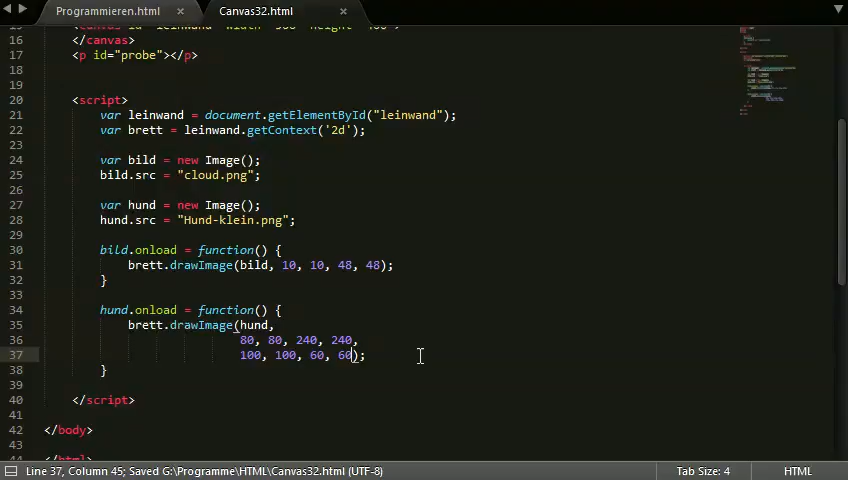 Programmieren.html × Canvas32.html ×
16 </canvas>
17 <p id="probe"></p>
18
19
20 <script>
21 var leinwand = document.getElementById("leinwand");
22 var brett = leinwand.getContext('2d');
23
24 var bild = new Image();
25 bild.src = "cloud.png";
26
27 var hund = new Image();
28 hund.src = "Hund-klein.png";
29
30 bild.onload = function() {
31 brett.drawImage(bild, 10, 10, 48, 48);
32 }
33
34 hund.onload = function() {
35 brett.drawImage(hund,
36 80, 80, 240, 240,
37 100, 100, 60, 60);
38 }
39
40 </script>
41
42 </body>
43
44 </html>
Line 37, Column 45; Saved G:\Programme\HTML\Canvas32.html (UTF-8) Tab Size: 4 HTML